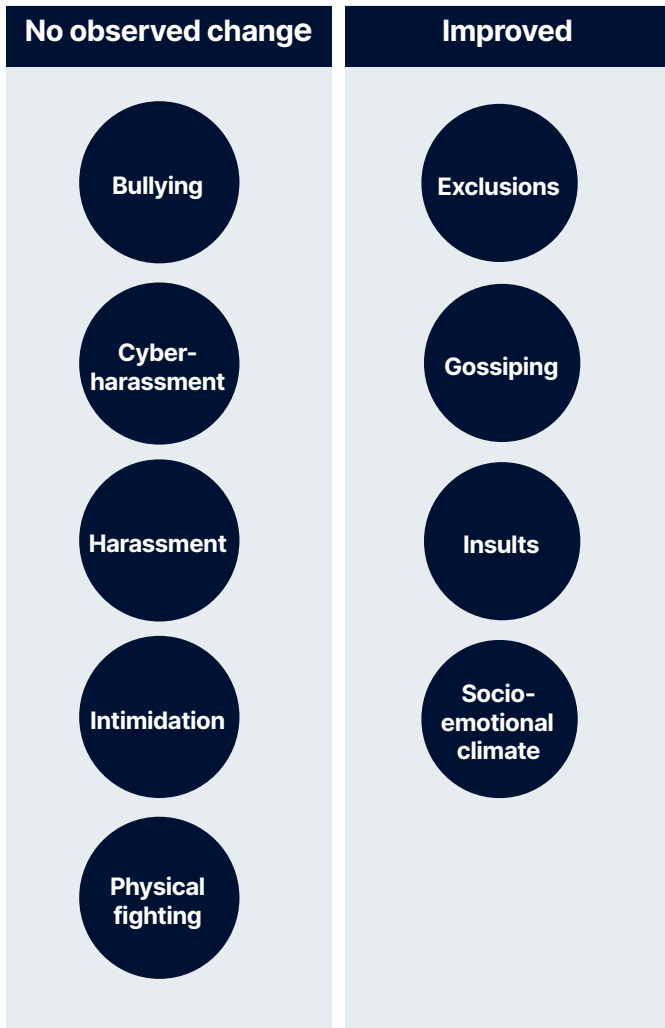 No observed change
Bullying
Cyber-
harassment
Harassment
Intimidation
Physical
fighting
Improved
Exclusions
Gossiping
Insults
Socio-
emotional
climate